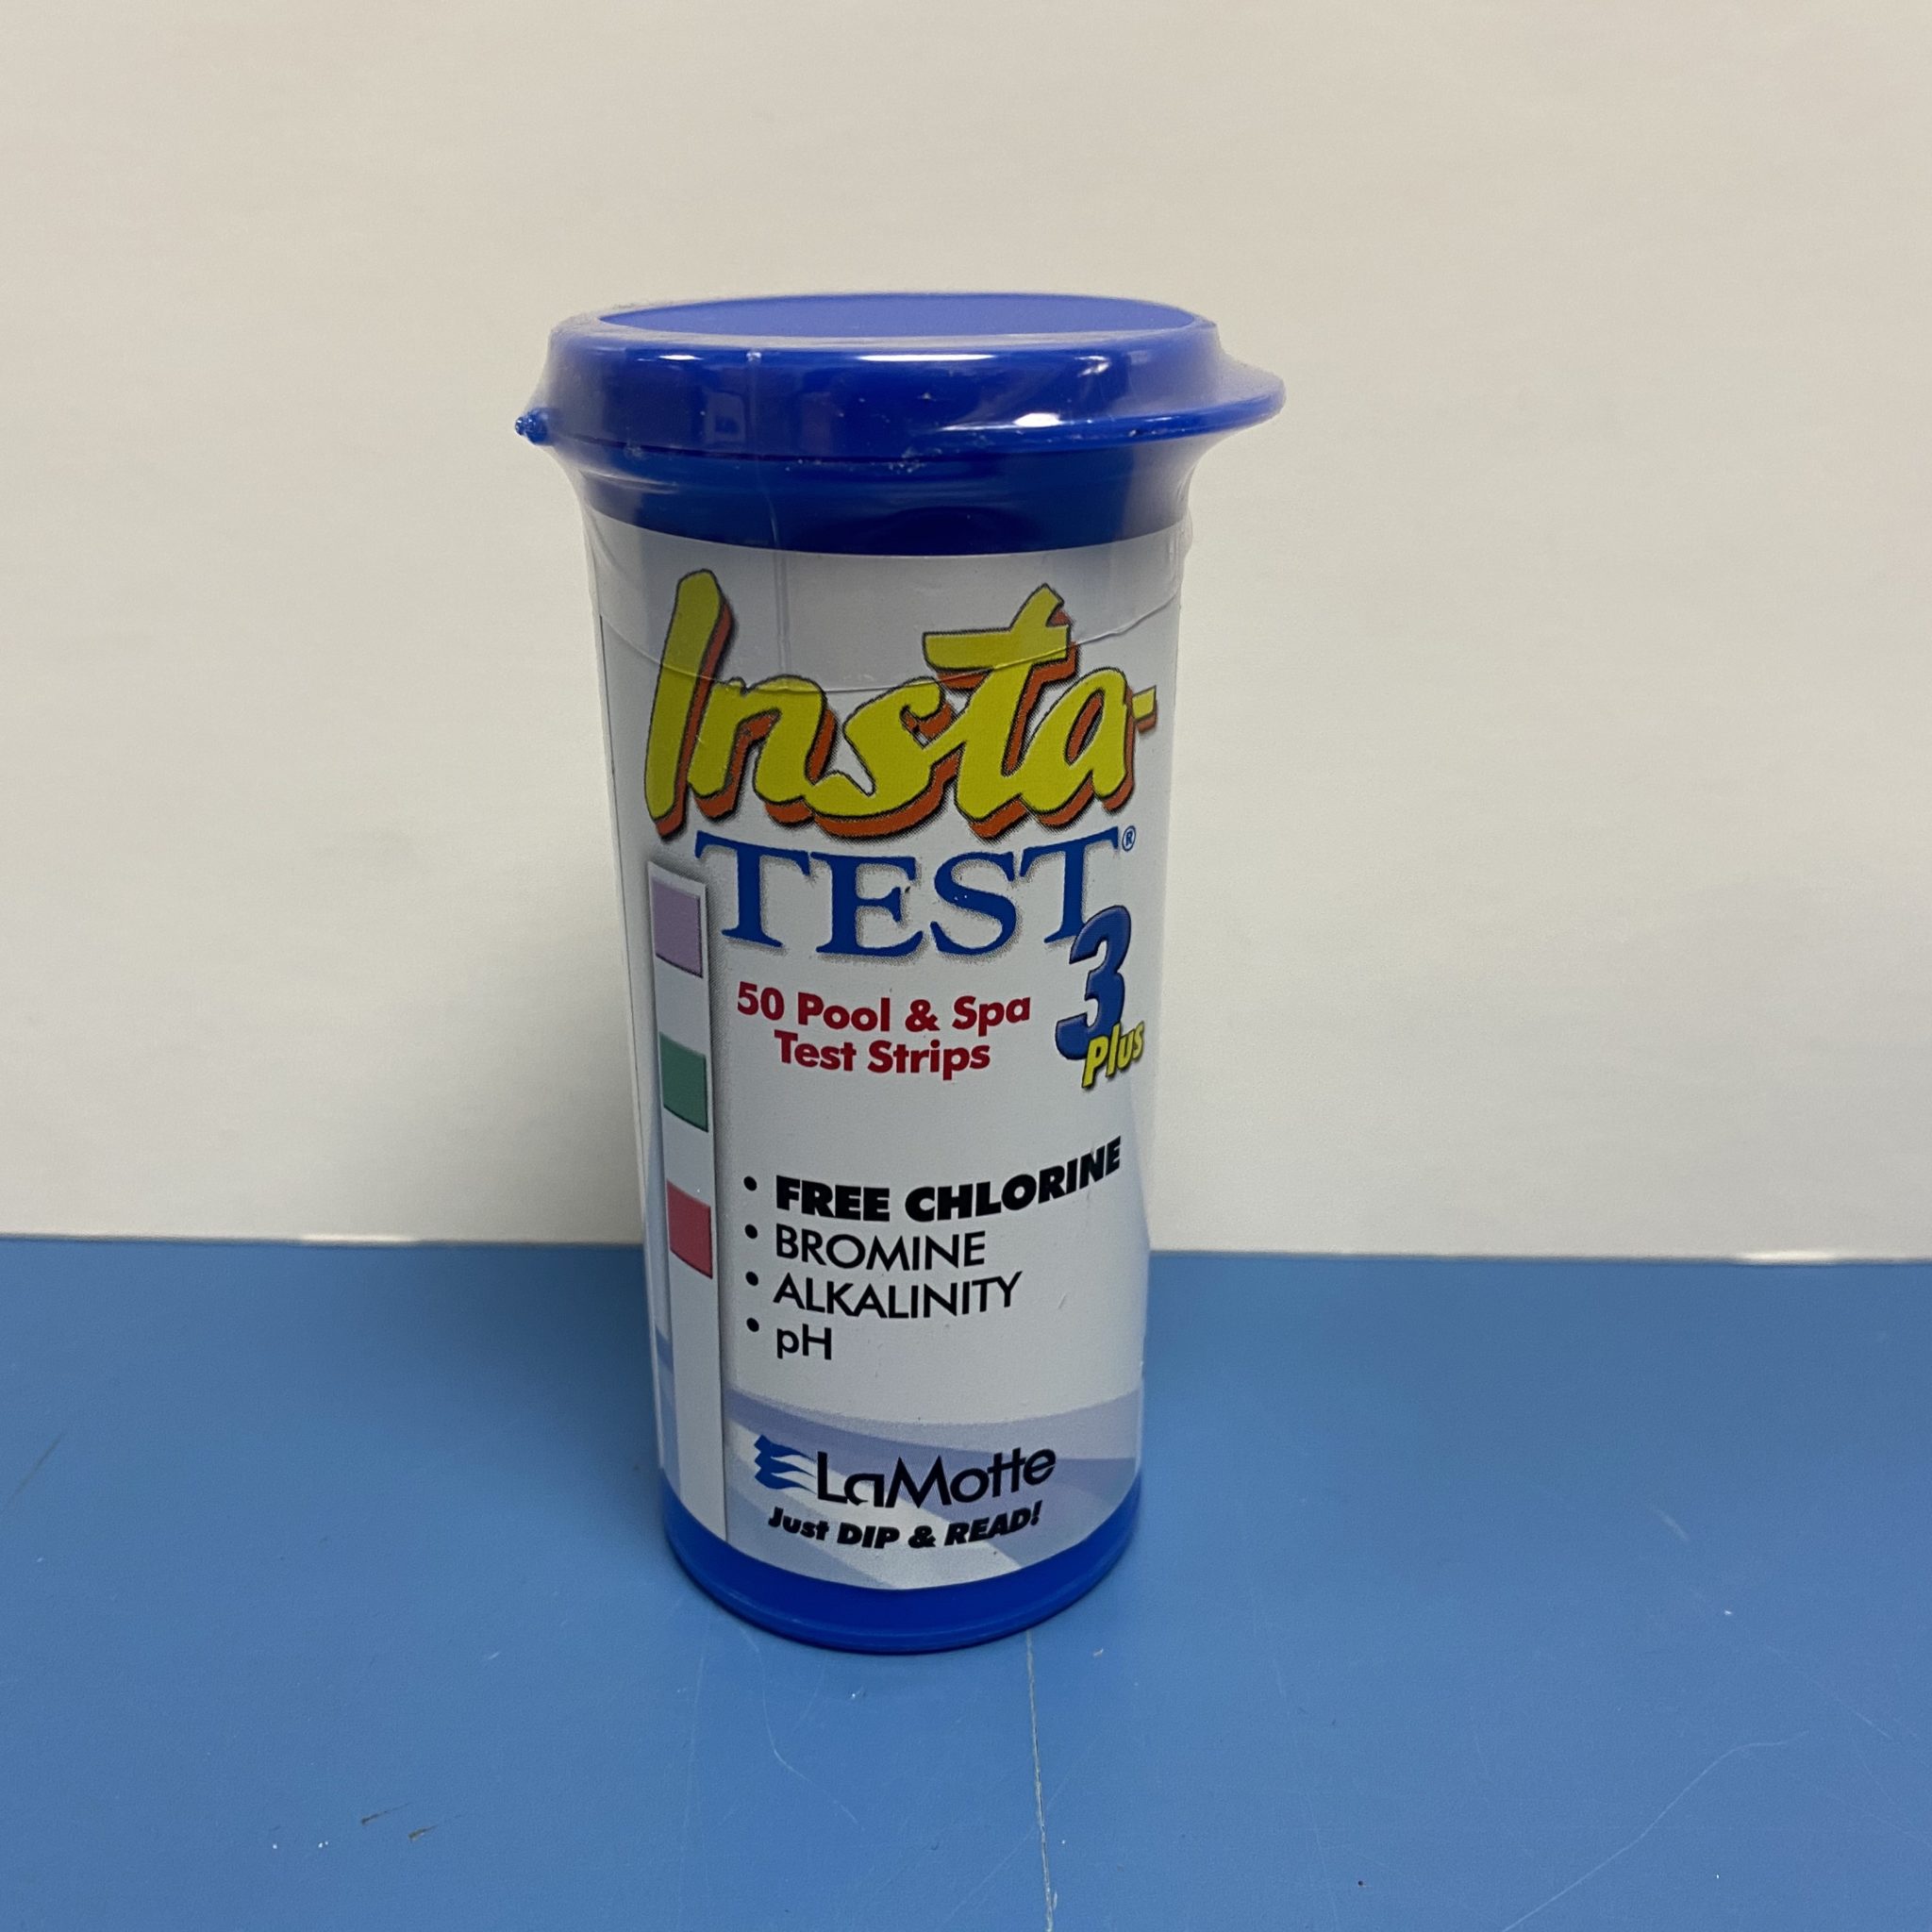 Insta-
TEST®
3
Plus
50 Pool & Spa
Test Strips
• FREE CHLORINE
• BROMINE
• ALKALINITY
• pH
LaMotte
Just DIP & READ!